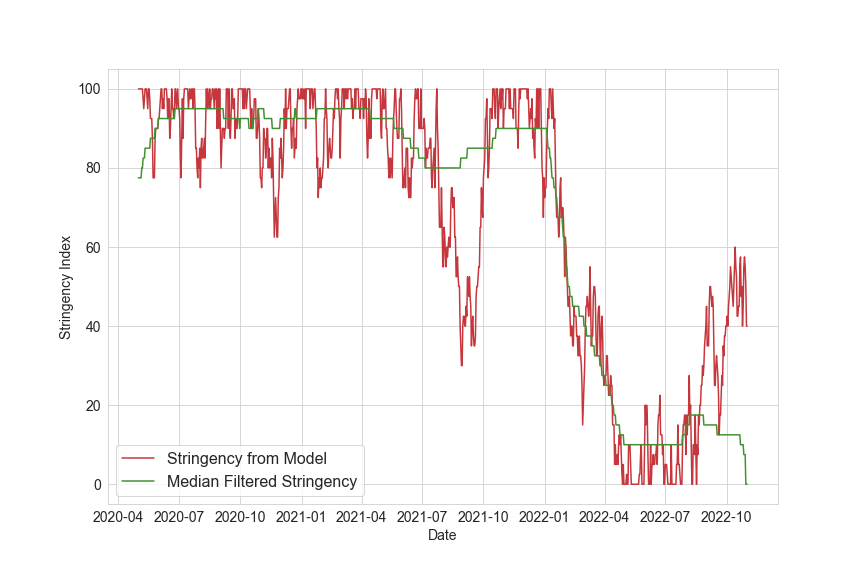 100
80
60
40
20
0
Stringency Index
Stringency from Model
Median Filtered Stringency
2020-04 2020-07 2020-10 2021-01 2021-04 2021-07 2021-10 2022-01 2022-04 2022-07 2022-10
Date